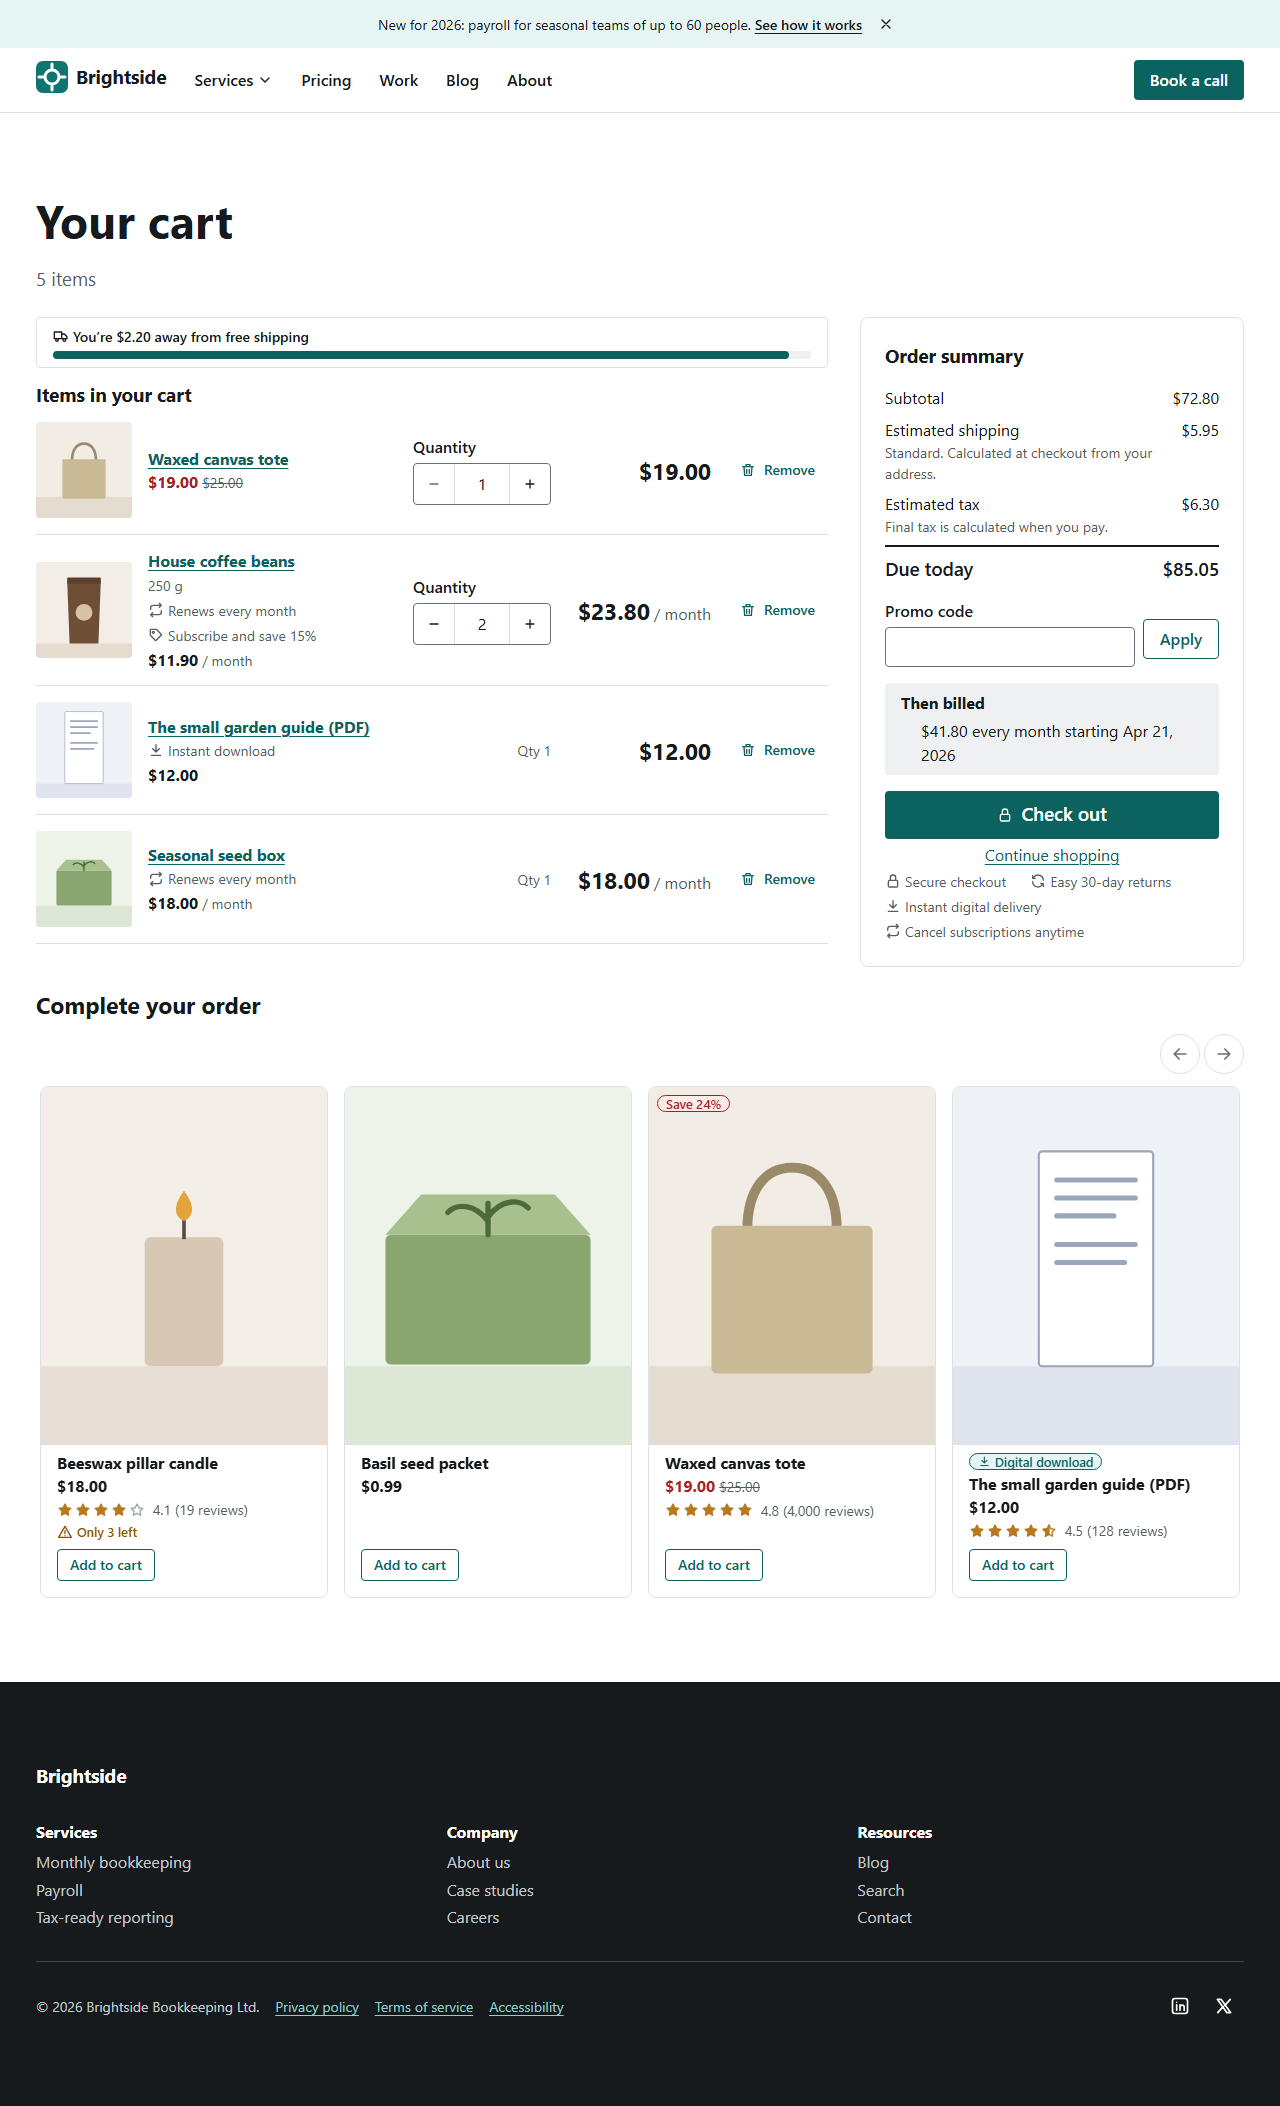 New for 2026: payroll for seasonal teams of up to 60 people. See how it works
Brightside
Services
Pricing
Work
Blog
About
Book a call
Your cart
5 items
You're $2.20 away from free shipping
Items in your cart
Waxed canvas tote
$19.00 $25.00
Quantity
1
$19.00
Remove
House coffee beans
250 g
Renews every month
Subscribe and save 15%
$11.90 / month
Quantity
2
$23.80 / month
Remove
The small garden guide (PDF)
Instant download
$12.00
Qty 1
$12.00
Remove
Seasonal seed box
Renews every month
$18.00 / month
Qty 1
$18.00 / month
Remove
Order summary
Subtotal $72.80
Estimated shipping $5.95
Standard. Calculated at checkout from your
address.
Estimated tax $6.30
Final tax is calculated when you pay.
Due today $85.05
Promo code
Apply
Then billed
$41.80 every month starting Apr 21,
2026
Check out
Continue shopping
Secure checkout
Easy 30-day returns
Instant digital delivery
Cancel subscriptions anytime
Complete your order
Beeswax pillar candle
$18.00
4.1 (19 reviews)
Only 3 left
Add to cart
Basil seed packet
$0.99
Add to cart
Save 24%
Waxed canvas tote
$19.00 $25.00
4.8 (4,000 reviews)
Add to cart
Digital download
The small garden guide (PDF)
$12.00
4.5 (128 reviews)
Add to cart
Brightside
Services
Monthly bookkeeping
Payroll
Tax-ready reporting
Company
About us
Case studies
Careers
Resources
Blog
Search
Contact
© 2026 Brightside Bookkeeping Ltd.
Privacy policy
Terms of service
Accessibility